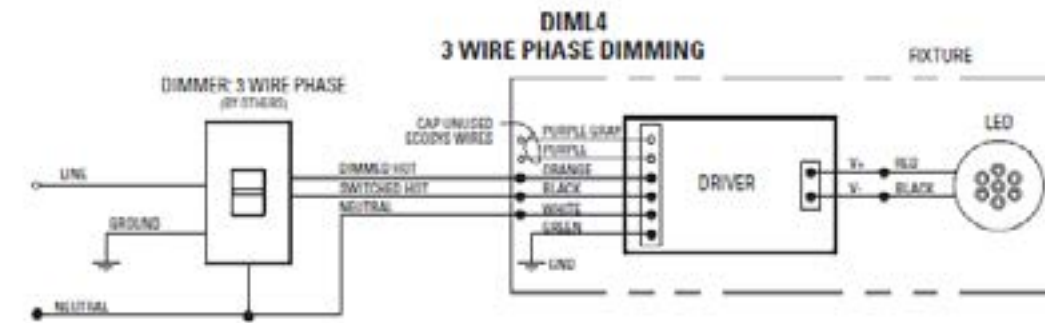 DIML4
3 WIRE PHASE DIMMING
FIXTURE
DIMMER: 3 WIRE PHASE
(BY OTHERS)
CAP UNUSED
ECOSYS WIRES
PURPLE GRAY
PURPLE
LED
LINE
DIMMED HOT
ORANGE
DRIVER
V+
RED
SWITCHED HOT
BLACK
V-
BLACK
NEUTRAL
WHITE
GROUND
GREEN
GND
NEUTRAL